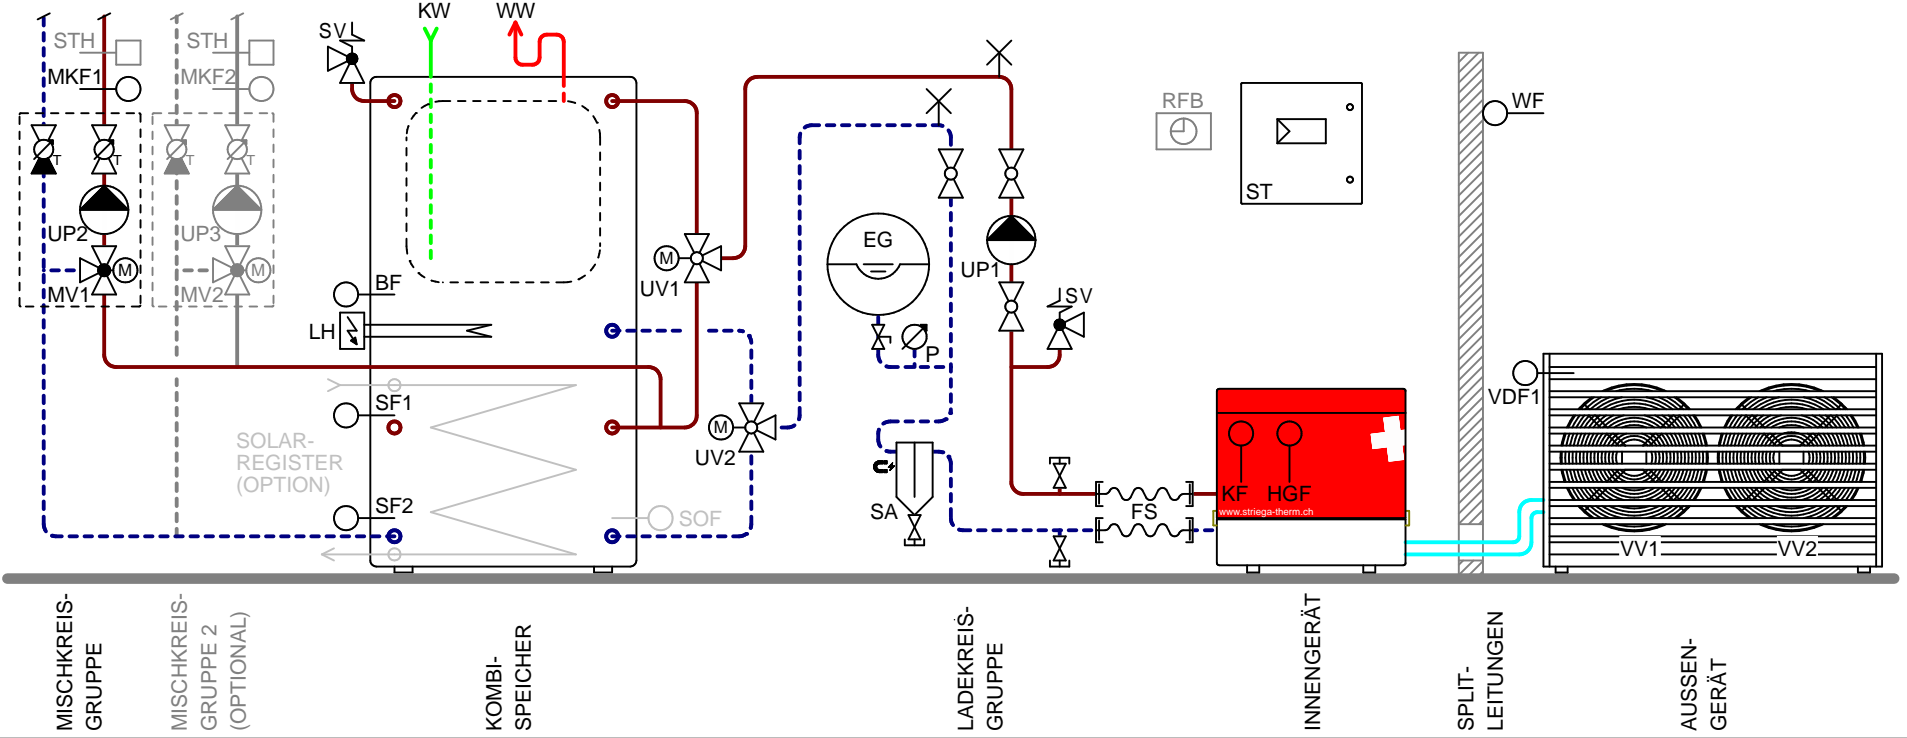 KW
WW
SV
STH
STH
MKF1
MKF2
T
T
T
T
UP2
UP3
M
M
MV1
MV2
BF
LH
SF1
SOLAR-
REGISTER
(OPTION)
SF2
SOF
M
UV1
M
UV2
EG
P
SA
UP1
SV
FS
RFB
ST
KF
HGF
www.striega-therm.ch
WF
VDF1
VV1
VV2
MISCHKREIS-
GRUPPE
MISCHKREIS-
GRUPPE 2
(OPTIONAL)
KOMBI-
SPEICHER
LADEKREIS-
GRUPPE
INNENGERÄT
SPLIT-
LEITUNGEN
AUSSEN-
GERÄT